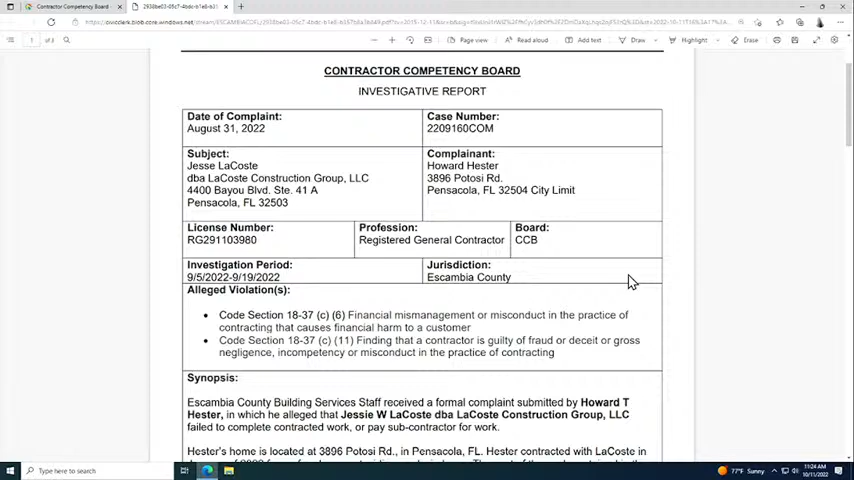 Contractor Competency Board
1 of 3
Page view
Read aloud
Add text
Draw
Highlight
Erase
CONTRACTOR COMPETENCY BOARD
INVESTIGATIVE REPORT
Date of Complaint:
August 31, 2022
Case Number:
2209160COM
Subject:
Jesse LaCoste
dba LaCoste Construction Group, LLC
4400 Bayou Blvd. Ste. 41 A
Pensacola, FL 32503
Complainant:
Howard Hester
3896 Potosi Rd.
Pensacola, FL 32504 City Limit
License Number:
RG291103980
Profession:
Registered General Contractor
Board:
CCB
Investigation Period:
9/5/2022-9/19/2022
Jurisdiction:
Escambia County
Alleged Violation(s):
• Code Section 18-37 (c) (6) Financial mismanagement or misconduct in the practice of
contracting that causes financial harm to a customer
• Code Section 18-37 (c) (11) Finding that a contractor is guilty of fraud or deceit or gross
negligence, incompetency or misconduct in the practice of contracting
Synopsis:
Escambia County Building Services Staff received a formal complaint submitted by Howard T
Hester, in which he alleged that Jessie W LaCoste dba LaCoste Construction Group, LLC
failed to complete contracted work, or pay sub-contractor for work.
Hester's home is located at 3896 Potosi Rd., in Pensacola, FL. Hester contracted with LaCoste in
Type here to search
77°F Sunny
11:24 AM
10/11/2022